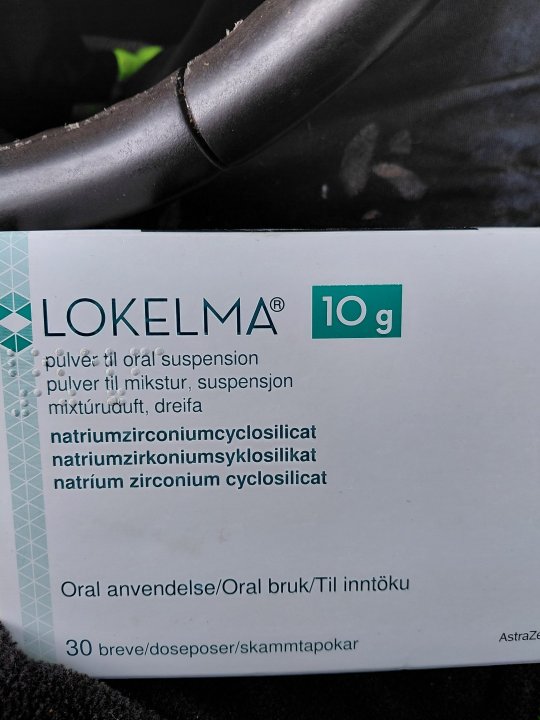 LOKELMA® 10 g
pulver til oral suspension
pulver til mikstur, suspensjon
mixtúruduft, dreifa
natriumzirconiumcyclosilicat
natriumzirkoniumsyklosilikat
natríum zirconium cyclosilicat
Oral anvendelse/Oral bruk/Til inntöku
30 breve/doseposer/skammtapokar
AstraZe